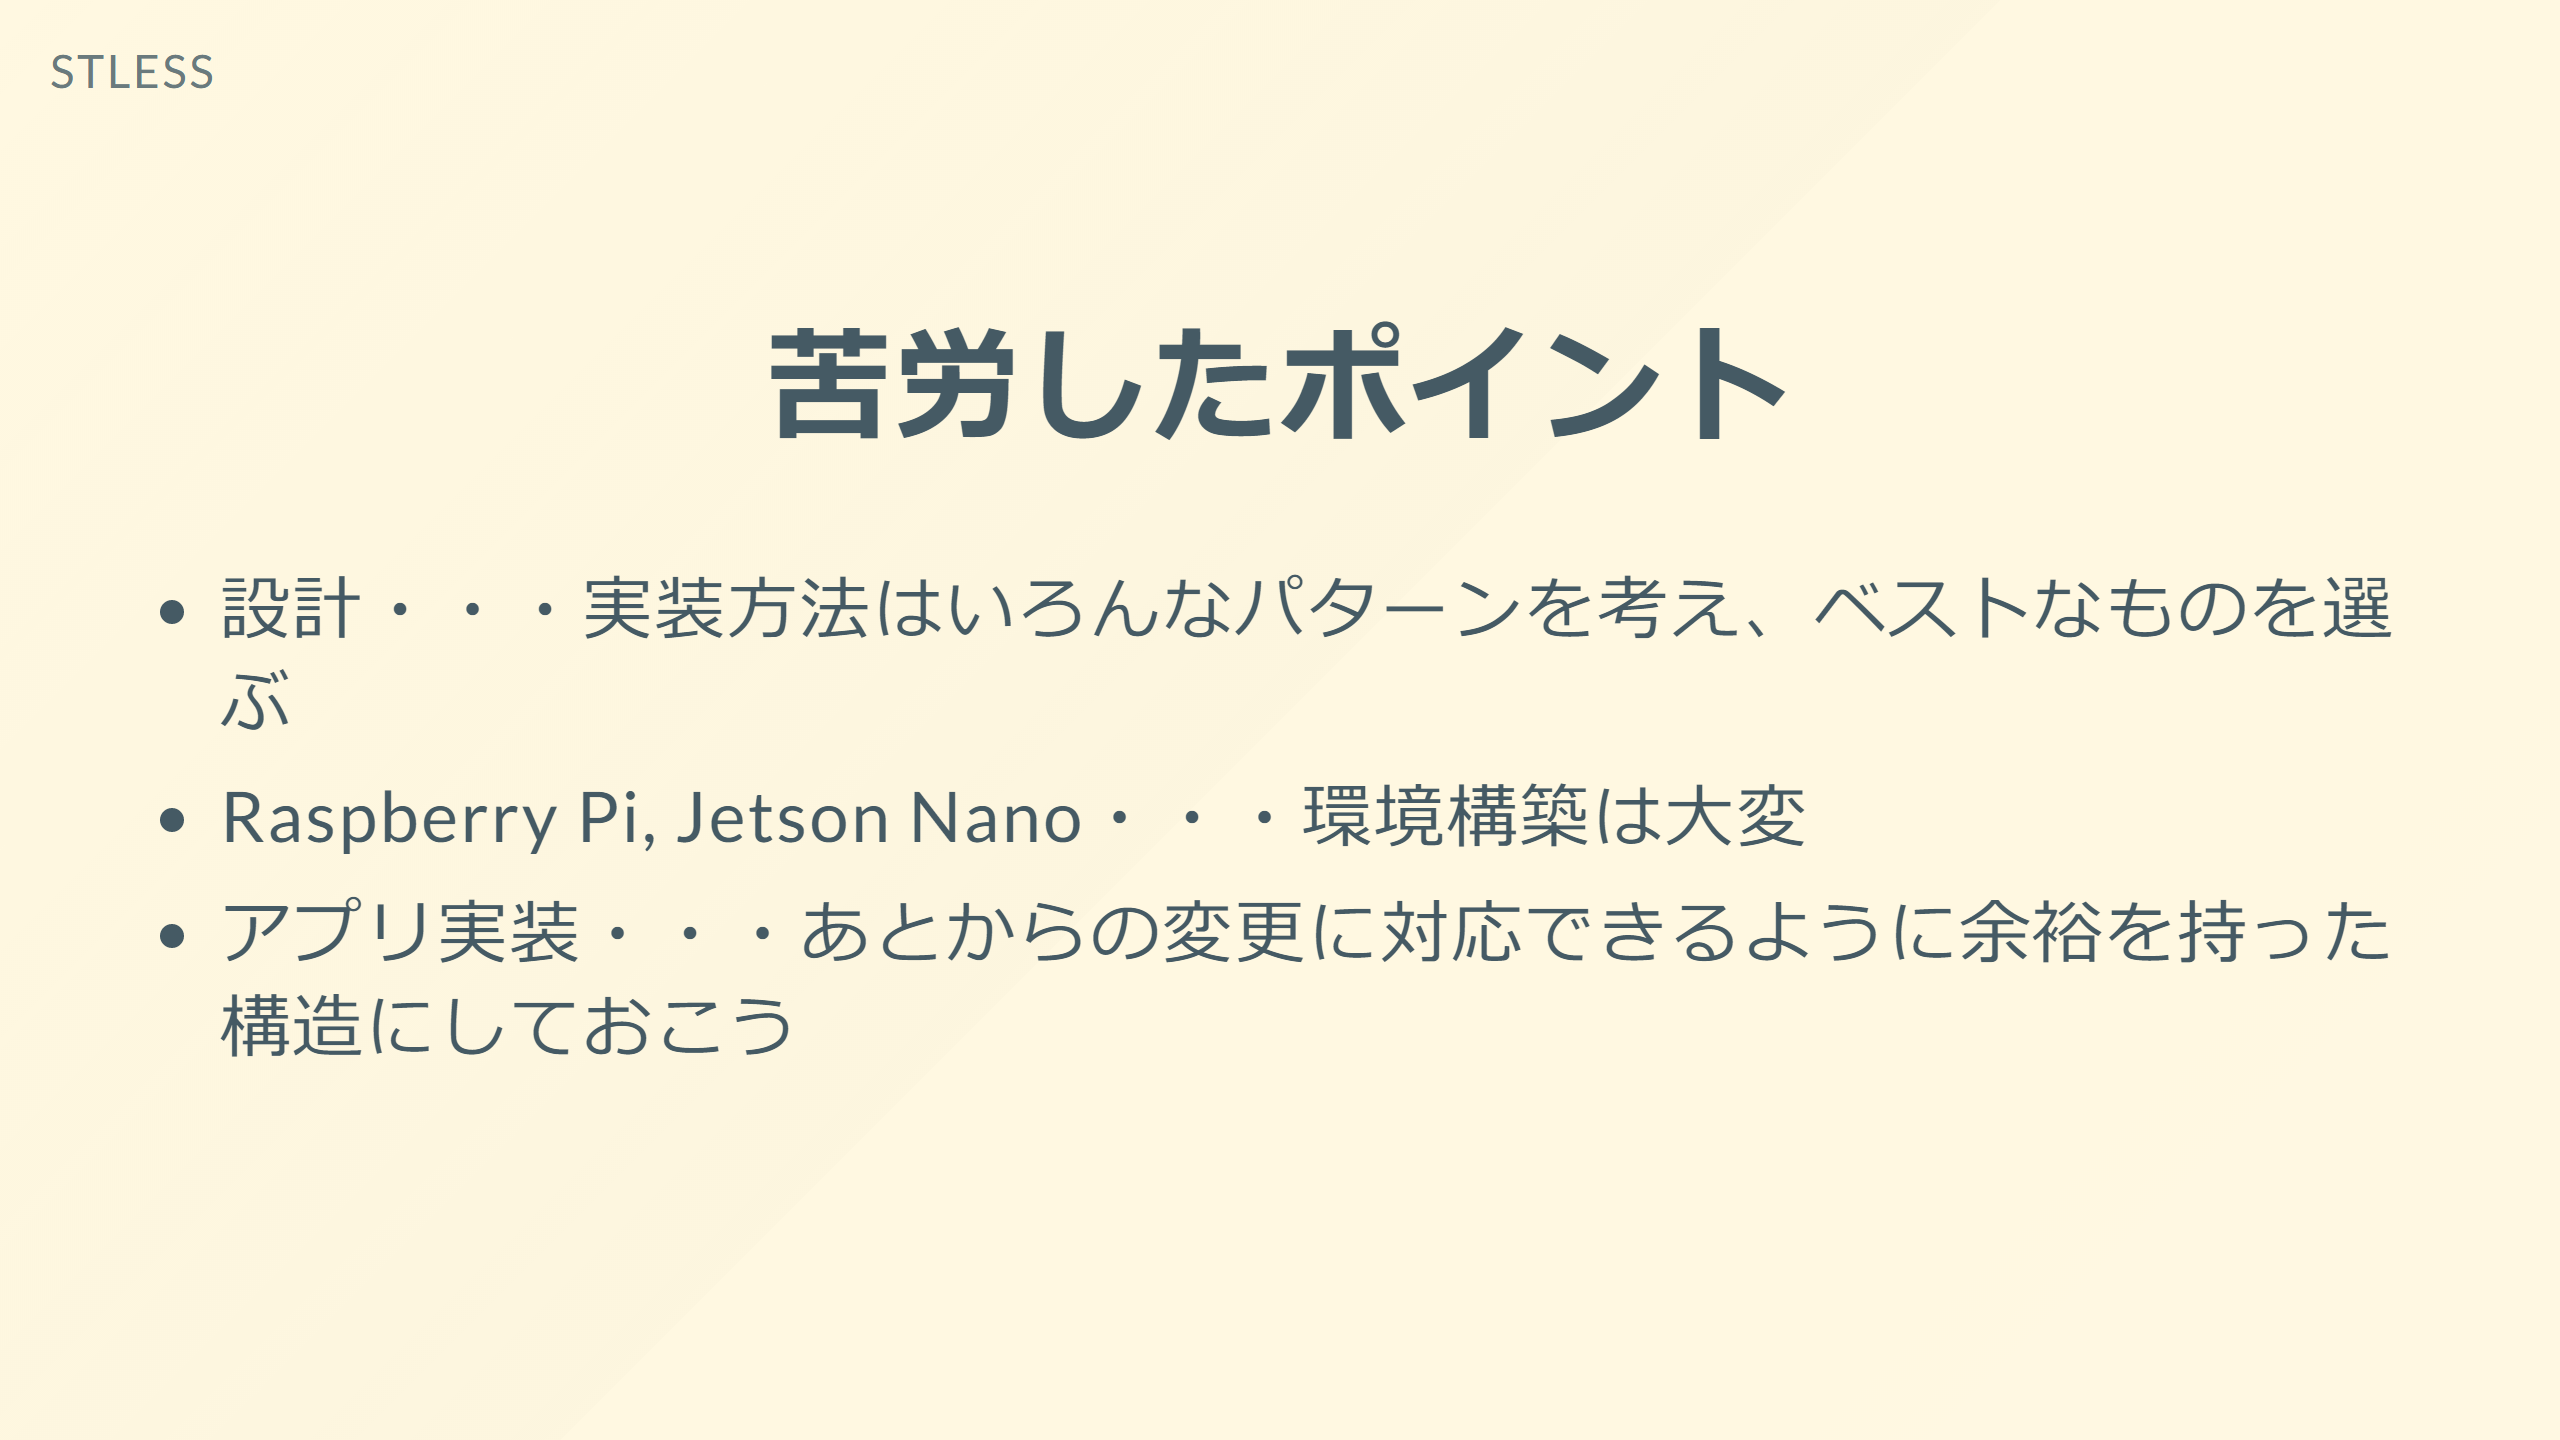 STLESS
苦労したポイント
設計・・・実装方法はいろんなパターンを考え、ベストなものを選
ぶ
Raspberry Pi, Jetson Nano・・・環境構築は大変
アプリ実装・・・あとからの変更に対応できるように余裕を持った
構造にしておこう